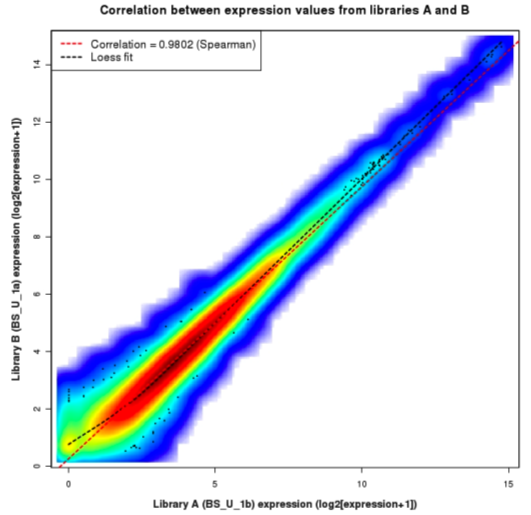 Correlation between expression values from libraries A and B
Correlation = 0.9802 (Spearman)
Loess fit
Library B (BS_U_1a) expression (log2[expression+1])
14
12
10
8
6
4
2
0
0 5 10 15
Library A (BS_U_1b) expression (log2[expression+1])